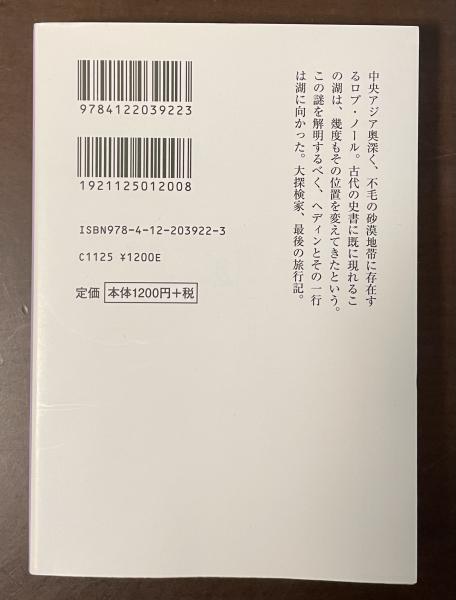 中央アジア奥深く、不毛の砂漠地帯に存在す
るロプ・ノール。古代の史書に既に現れるこ
の湖は、幾度もその位置を変えてきたという。
この謎を解明するべく、ヘディンとその一行
は湖に向かった。大探検家、最後の旅行記。
9784122039223
1921125012008
ISBN978-4-12-203922-3
C1125 ¥1200E
定価 本体1200円+税